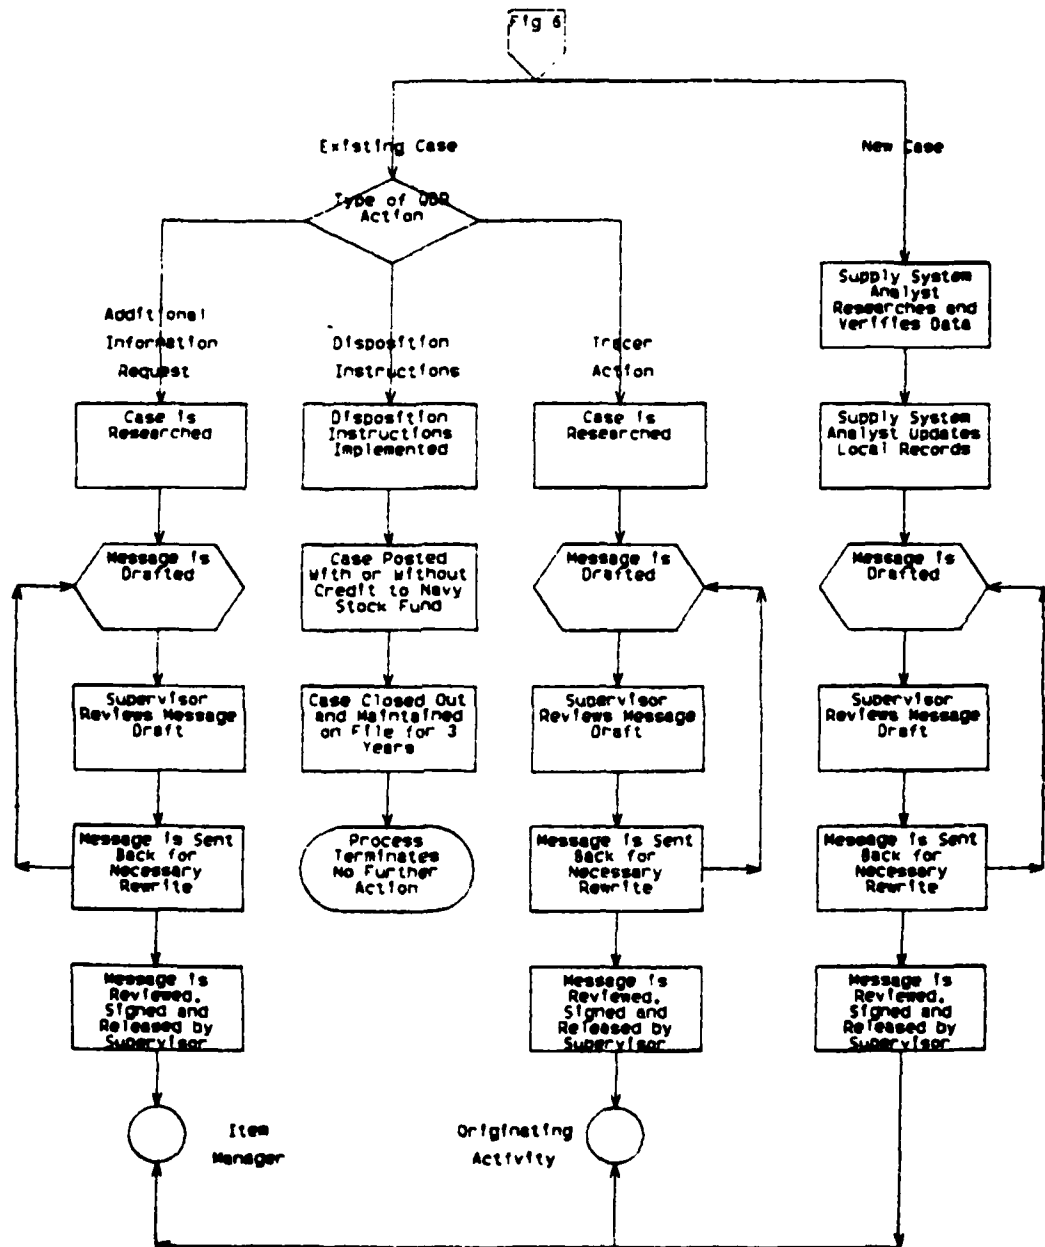 Fig 6
Existing Case
New Case
Type of QDR
Action
Additional
Information
Request
Disposition
Instructions
Tracer
Action
Supply System
Analyst
Researches and
Verifies Data
Case is
Researched
Disposition
Instructions
Implemented
Case is
Researched
Supply System
Analyst Updates
Local Records
Message is
Drafted
Case Posted
With or Without
Credit to Navy
Stock Fund
Message is
Drafted
Message is
Drafted
Supervisor
Reviews Message
Draft
Case Closed Out
and Maintained
on File for 3
Years
Supervisor
Reviews Message
Draft
Supervisor
Reviews Message
Draft
Message is Sent
Back for
Necessary
Rewrite
Process
Terminates
No Further
Action
Message is Sent
Back for
Necessary
Rewrite
Message is Sent
Back for
Necessary
Rewrite
Message is
Reviewed,
Signed and
Released by
Supervisor
Message is
Reviewed,
Signed and
Released by
Supervisor
Message is
Reviewed,
Signed and
Released by
Supervisor
Item
Manager
Originating
Activity